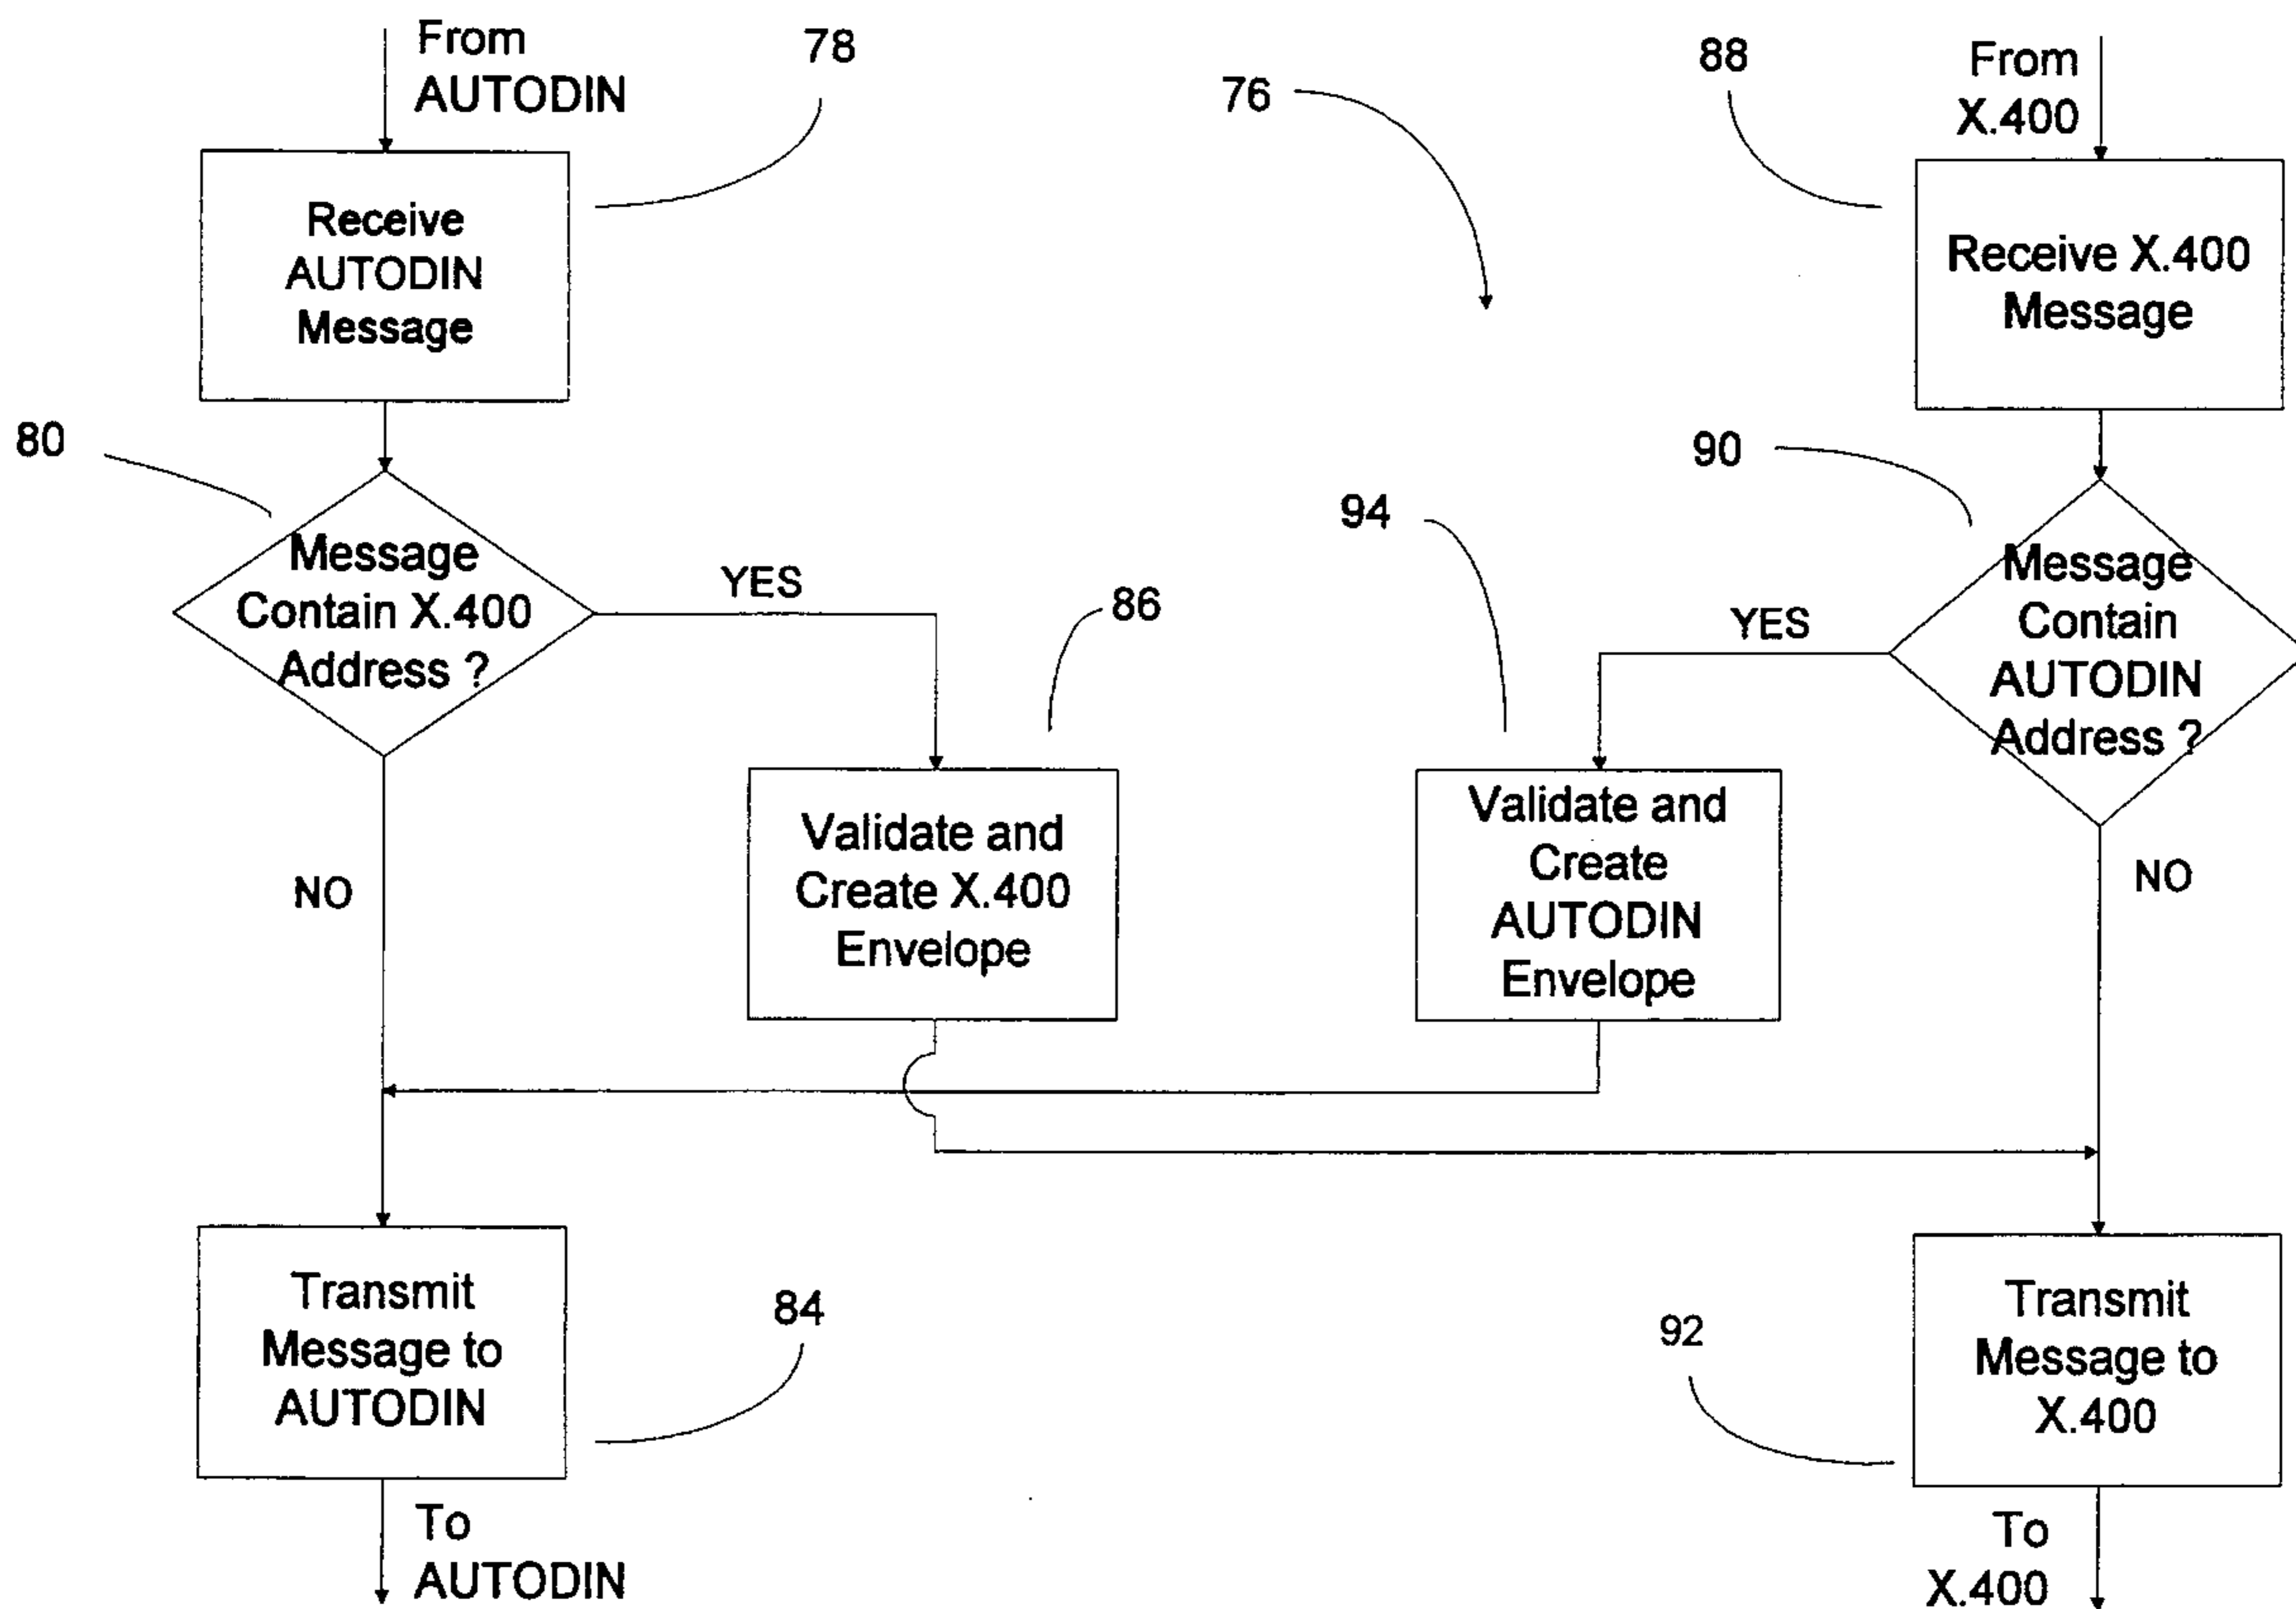 From
AUTODIN
78
76
88
From
X.400
Receive
AUTODIN
Message
Receive X.400
Message
80
Message
Contain X.400
Address ?
YES
86
94
90
YES
Message
Contain
AUTODIN
Address ?
NO
Validate and
Create X.400
Envelope
Validate and
Create
AUTODIN
Envelope
NO
Transmit
Message to
AUTODIN
84
92
Transmit
Message to
X.400
To
AUTODIN
To
X.400